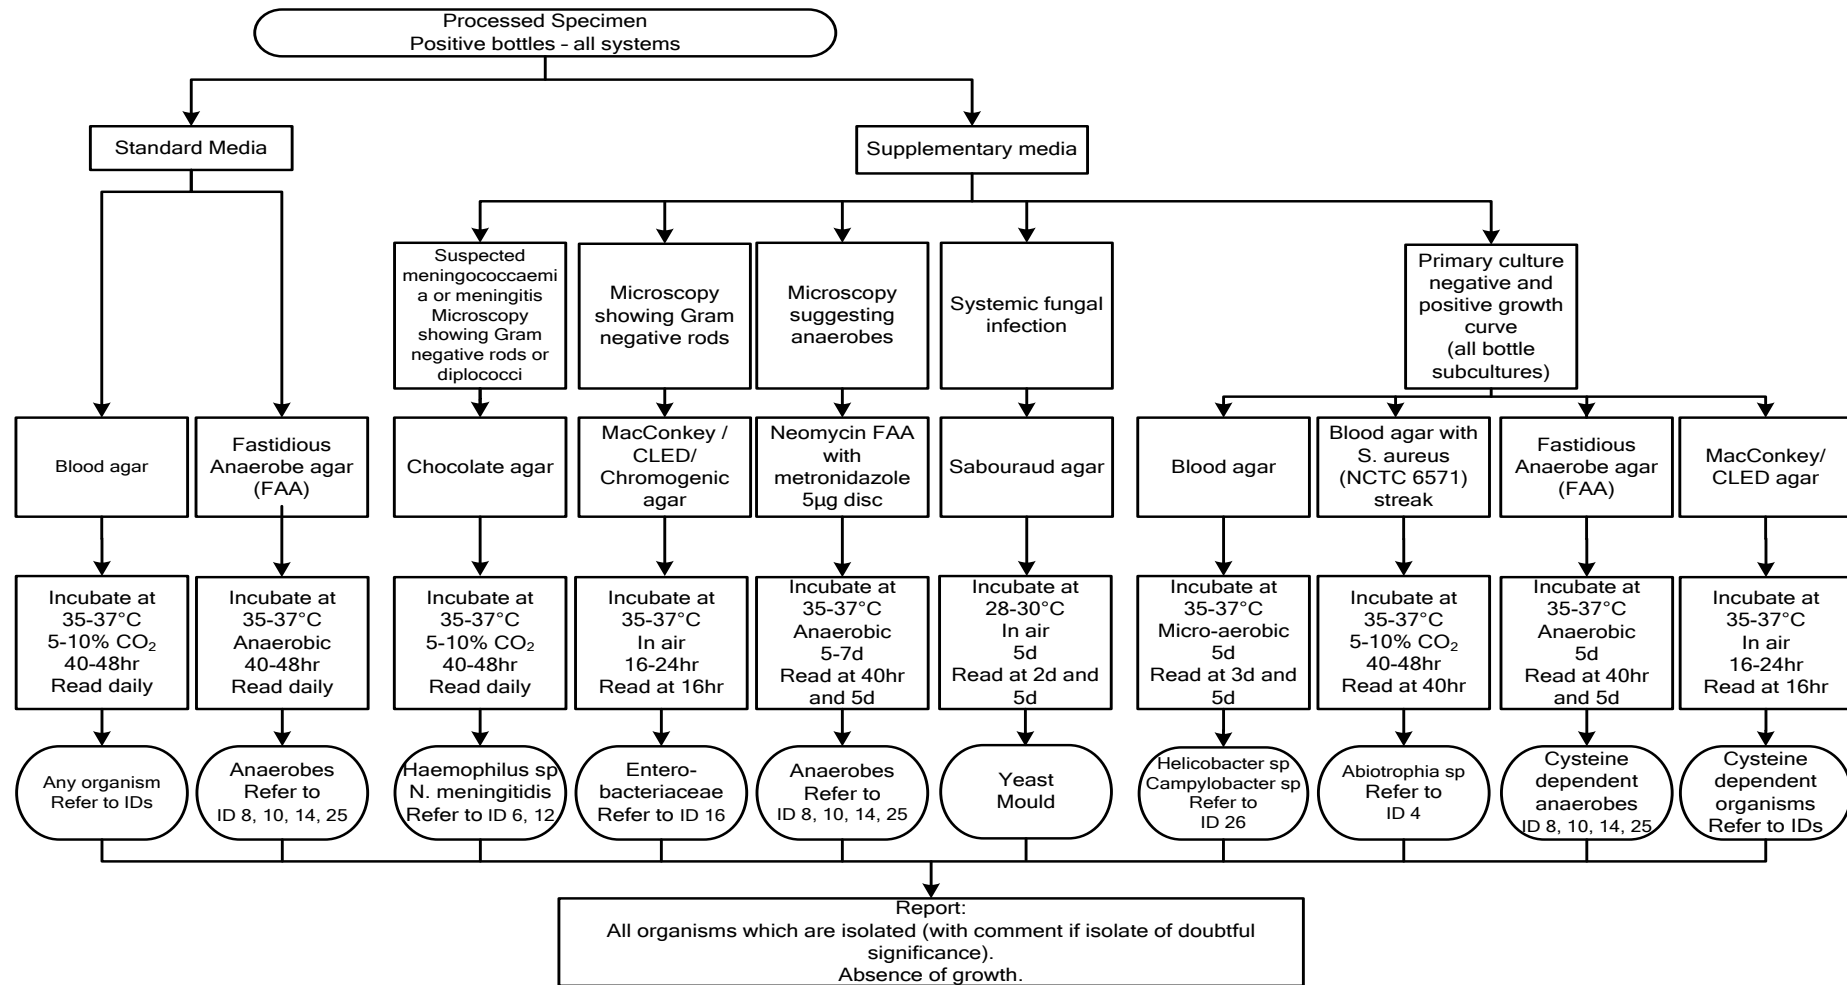 Processed Specimen
Positive bottles - all systems
Standard Media
Supplementary media
Suspected
meningococcaemi
a or meningitis
Microscopy
showing Gram
negative rods or
diplococci
Microscopy
showing Gram
negative rods
Microscopy
suggesting
anaerobes
Systemic fungal
infection
Primary culture
negative and
positive growth
curve
(all bottle
subcultures)
Blood agar
Fastidious
Anaerobe agar
(FAA)
Chocolate agar
MacConkey /
CLED/
Chromogenic
agar
Neomycin FAA
with
metronidazole
5µg disc
Sabouraud agar
Blood agar
Blood agar with
S. aureus
(NCTC 6571)
streak
Fastidious
Anaerobe agar
(FAA)
MacConkey/
CLED agar
Incubate at
35-37°C
5-10% CO₂
40-48hr
Read daily
Incubate at
35-37°C
Anaerobic
40-48hr
Read daily
Incubate at
35-37°C
5-10% CO₂
40-48hr
Read daily
Incubate at
35-37°C
In air
16-24hr
Read at 16hr
Incubate at
35-37°C
Anaerobic
5-7d
Read at 40hr
and 5d
Incubate at
28-30°C
In air
5d
Read at 2d and
5d
Incubate at
35-37°C
Micro-aerobic
5d
Read at 3d and
5d
Incubate at
35-37°C
5-10% CO₂
40-48hr
Read at 40hr
Incubate at
35-37°C
Anaerobic
5d
Read at 40hr
and 5d
Incubate at
35-37°C
In air
16-24hr
Read at 16hr
Any organism
Refer to IDs
Anaerobes
Refer to
ID 8, 10, 14, 25
Haemophilus sp
N. meningitidis
Refer to ID 6, 12
Entero-
bacteriaceae
Refer to ID 16
Anaerobes
Refer to
ID 8, 10, 14, 25
Yeast
Mould
Helicobacter sp
Campylobacter sp
Refer to
ID 26
Abiotrophia sp
Refer to
ID 4
Cysteine
dependent
anaerobes
ID 8, 10, 14, 25
Cysteine
dependent
organisms
Refer to IDs
Report:
All organisms which are isolated (with comment if isolate of doubtful
significance).
Absence of growth.